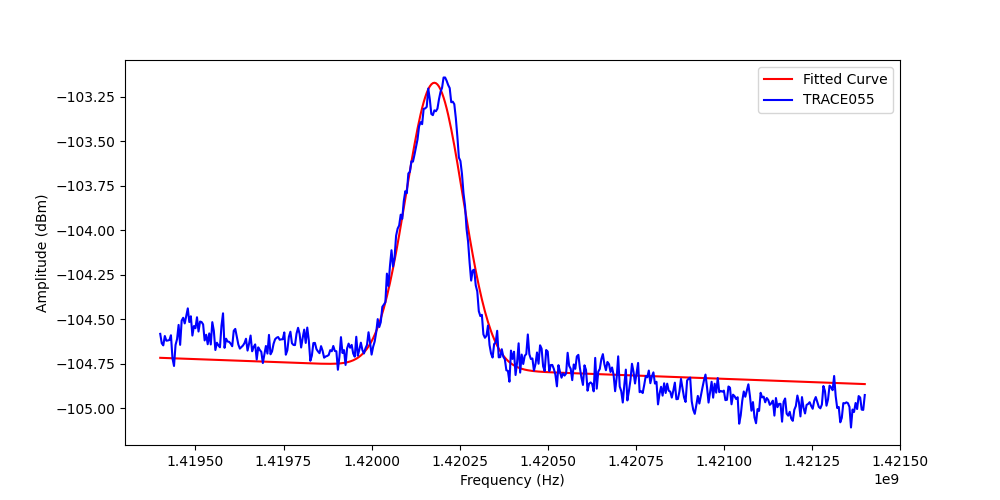 Fitted Curve
TRACE055
−103.25
−103.50
−103.75
−104.00
−104.25
−104.50
−104.75
−105.00
Amplitude (dBm)
1.41950 1.41975 1.42000 1.42025 1.42050 1.42075 1.42100 1.42125 1.42150
1e9
Frequency (Hz)